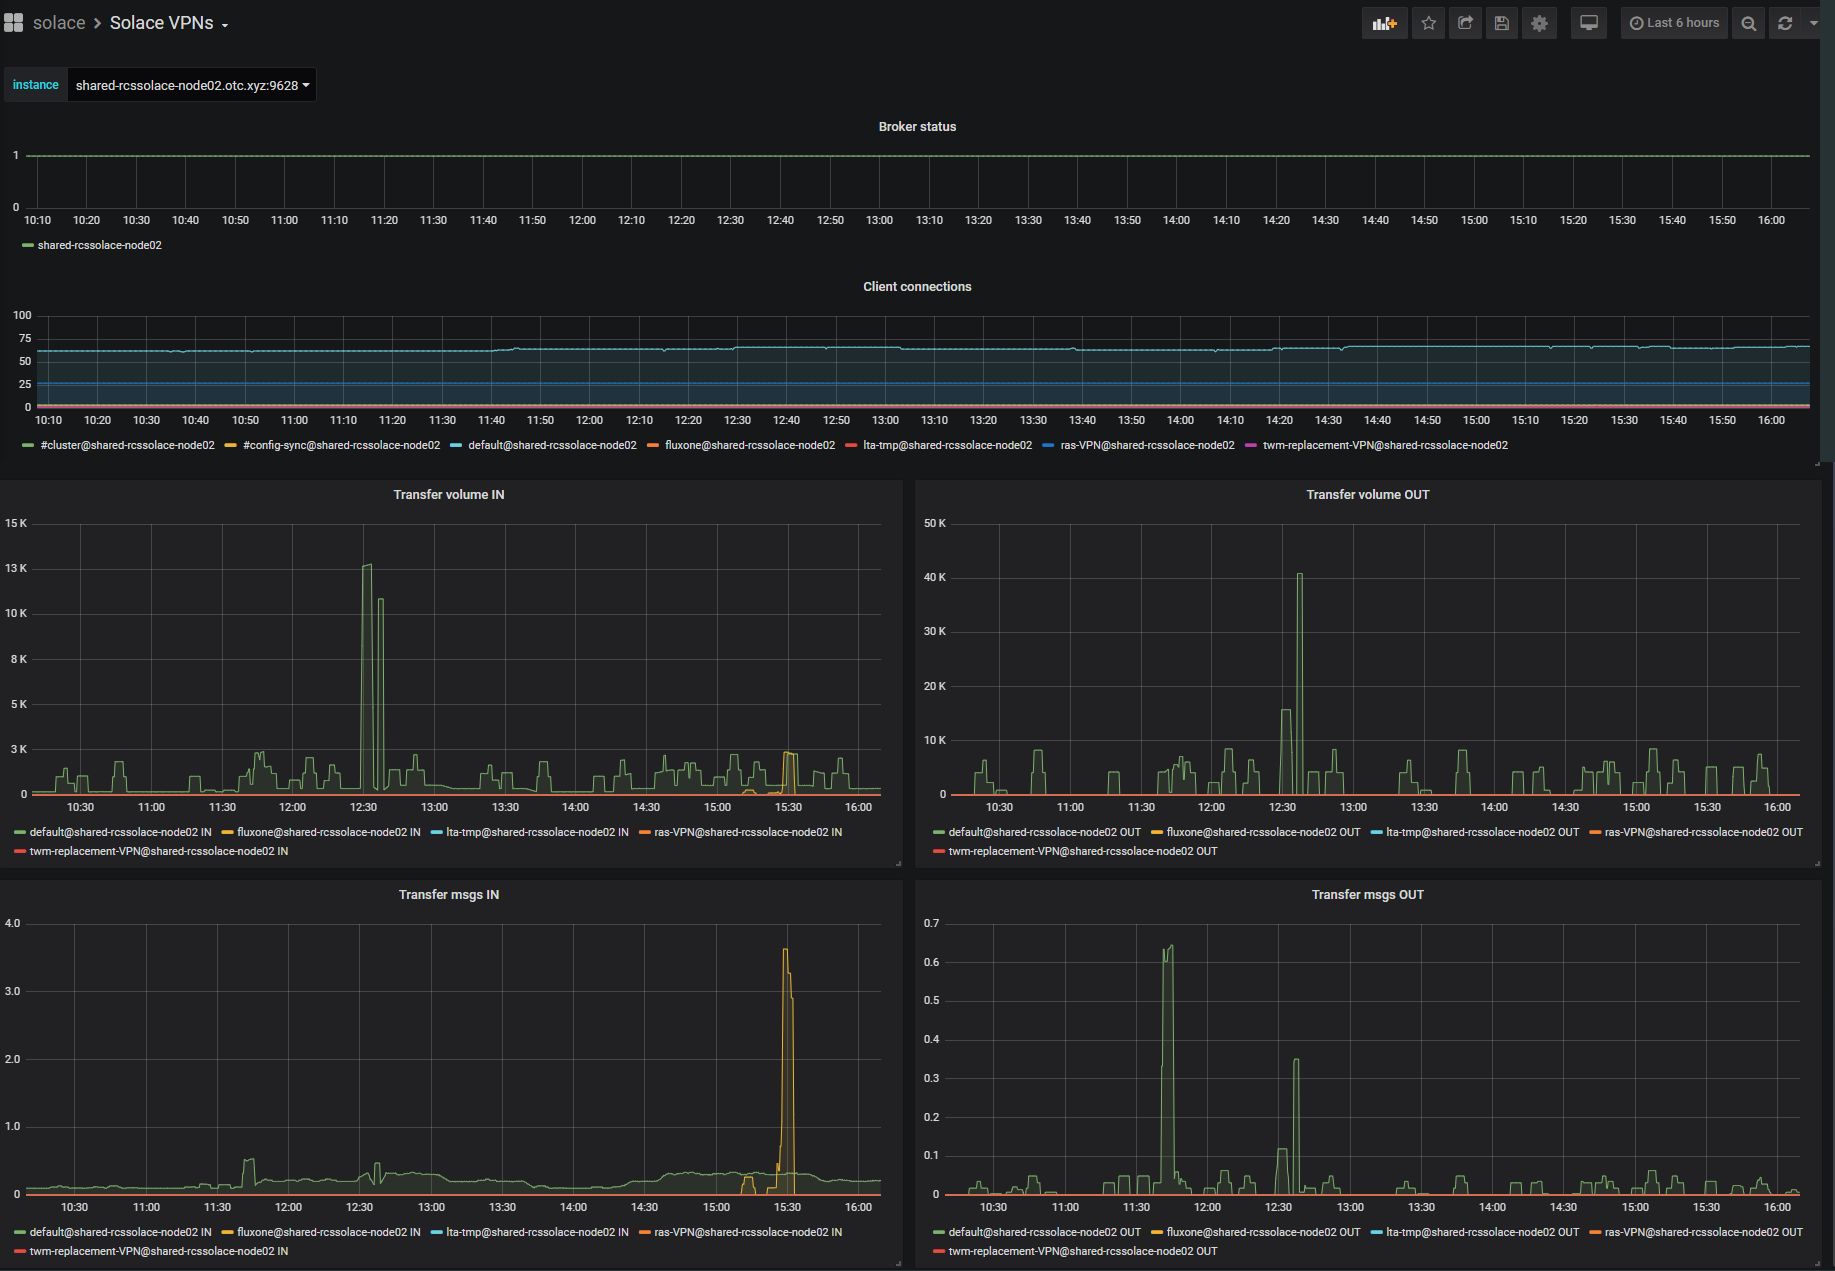 solace > Solace VPNs
Last 6 hours
instance shared-rcssolace-node02.otc.xyz:9628
Broker status
1
0
10:10 10:20 10:30 10:40 10:50 11:00 11:10 11:20 11:30 11:40 11:50 12:00 12:10 12:20 12:30 12:40 12:50 13:00 13:10 13:20 13:30 13:40 13:50 14:00 14:10 14:20 14:30 14:40 14:50 15:00 15:10 15:20 15:30 15:40 15:50 16:00
shared-rcssolace-node02
Client connections
100
75
50
25
0
10:10 10:20 10:30 10:40 10:50 11:00 11:10 11:20 11:30 11:40 11:50 12:00 12:10 12:20 12:30 12:40 12:50 13:00 13:10 13:20 13:30 13:40 13:50 14:00 14:10 14:20 14:30 14:40 14:50 15:00 15:10 15:20 15:30 15:40 15:50 16:00
#cluster@shared-rcssolace-node02 #config-sync@shared-rcssolace-node02 default@shared-rcssolace-node02 fluxone@shared-rcssolace-node02 lta-tmp@shared-rcssolace-node02 ras-VPN@shared-rcssolace-node02 twm-replacement-VPN@shared-rcssolace-node02
Transfer volume IN
15 K
13 K
10 K
8 K
5 K
3 K
0
10:30 11:00 11:30 12:00 12:30 13:00 13:30 14:00 14:30 15:00 15:30 16:00
default@shared-rcssolace-node02 IN fluxone@shared-rcssolace-node02 IN lta-tmp@shared-rcssolace-node02 IN ras-VPN@shared-rcssolace-node02 IN
twm-replacement-VPN@shared-rcssolace-node02 IN
Transfer volume OUT
50 K
40 K
30 K
20 K
10 K
0
10:30 11:00 11:30 12:00 12:30 13:00 13:30 14:00 14:30 15:00 15:30 16:00
default@shared-rcssolace-node02 OUT fluxone@shared-rcssolace-node02 OUT lta-tmp@shared-rcssolace-node02 OUT ras-VPN@shared-rcssolace-node02 OUT
twm-replacement-VPN@shared-rcssolace-node02 OUT
Transfer msgs IN
4.0
3.0
2.0
1.0
0
10:30 11:00 11:30 12:00 12:30 13:00 13:30 14:00 14:30 15:00 15:30 16:00
default@shared-rcssolace-node02 IN fluxone@shared-rcssolace-node02 IN lta-tmp@shared-rcssolace-node02 IN ras-VPN@shared-rcssolace-node02 IN
twm-replacement-VPN@shared-rcssolace-node02 IN
Transfer msgs OUT
0.7
0.6
0.5
0.4
0.3
0.2
0.1
0
10:30 11:00 11:30 12:00 12:30 13:00 13:30 14:00 14:30 15:00 15:30 16:00
default@shared-rcssolace-node02 OUT fluxone@shared-rcssolace-node02 OUT lta-tmp@shared-rcssolace-node02 OUT ras-VPN@shared-rcssolace-node02 OUT
twm-replacement-VPN@shared-rcssolace-node02 OUT